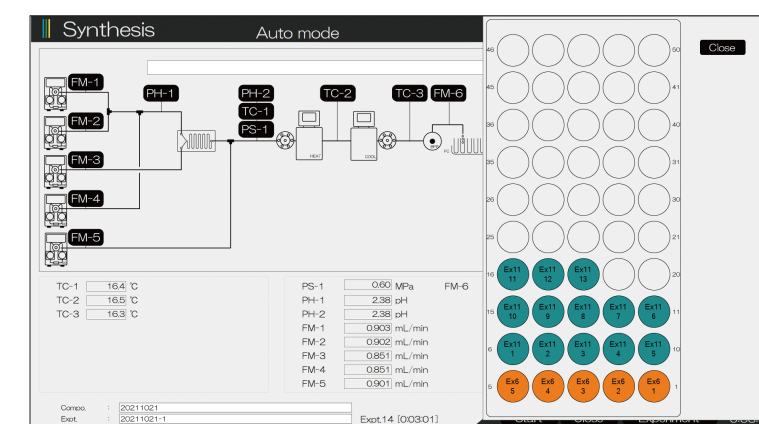 Synthesis
Auto mode
Close
FM-1
FM-2
FM-3
FM-4
FM-5
PH-1
PH-2
TC-1
PS-1
TC-2
TC-3
FM-6
HEAT
COOL
FC
TC-1 16.4 ℃
TC-2 16.5 ℃
TC-3 16.3 ℃
PS-1 0.60 MPa
PH-1 2.38 pH
PH-2 2.38 pH
FM-1 0.903 mL/min
FM-2 0.902 mL/min
FM-3 0.851 mL/min
FM-4 0.851 mL/min
FM-5 0.901 mL/min
FM-6
Compo. : 20211021
Expt. : 20211021-1
Expt.14 [0:03:01]
46 50
45 41
36 40
35 31
26 30
25 21
16 Ex11 11 Ex11 12 Ex11 13 20
15 Ex11 10 Ex11 9 Ex11 8 Ex11 7 Ex11 6 11
6 Ex11 1 Ex11 2 Ex11 3 Ex11 4 Ex11 5 10
5 Ex6 5 Ex6 4 Ex6 3 Ex6 2 Ex6 1 1